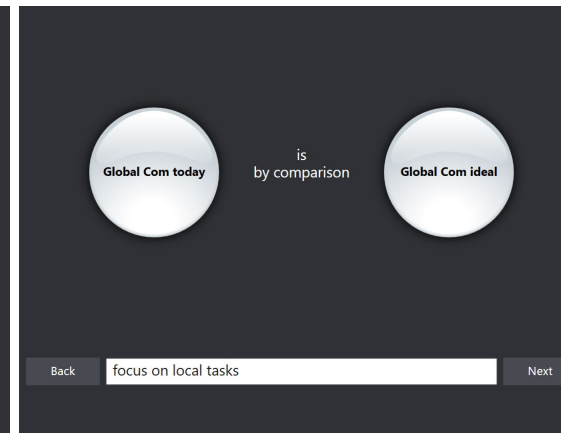 Global Com today
is
by comparison
Global Com ideal
Back
focus on local tasks
Next